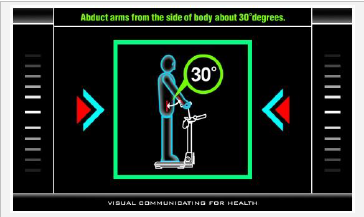 Abduct arms from the side of body about 30°degrees.
30°
VISUAL COMMUNICATING FOR HEALTH